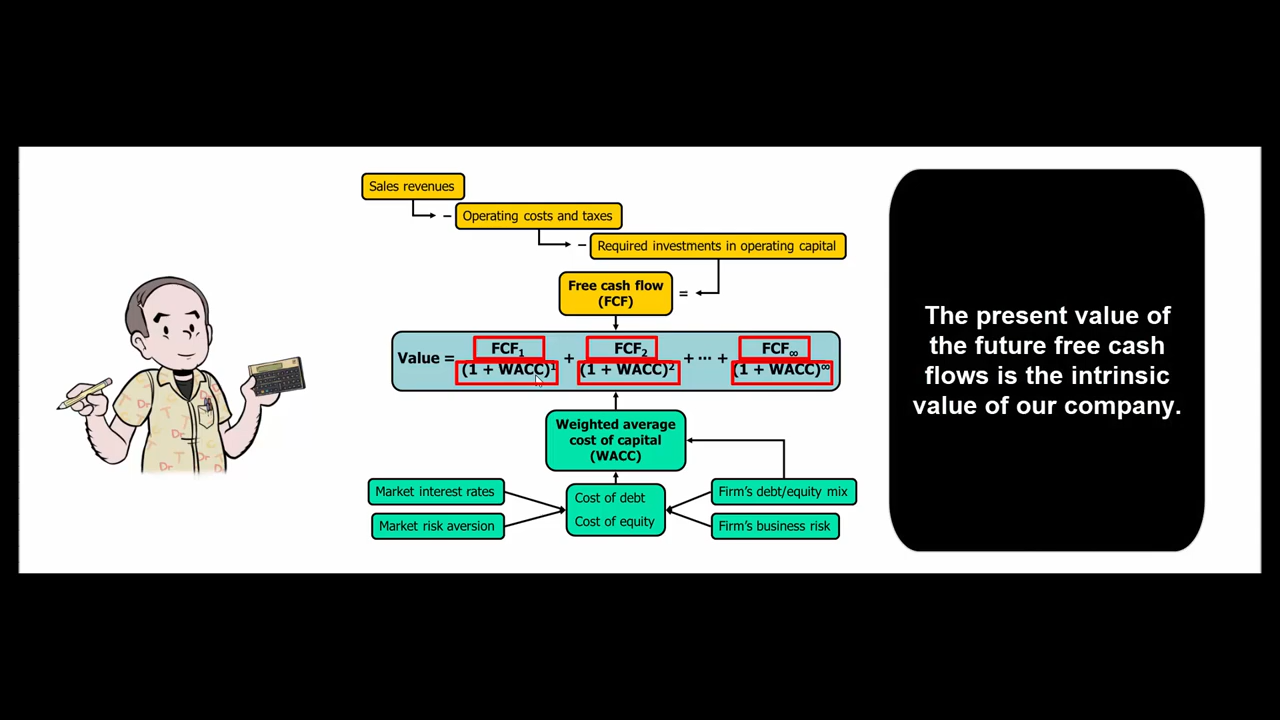 Sales revenues
– Operating costs and taxes
– Required investments in operating capital
Free cash flow
(FCF)
=
Value = FCF₁ + FCF₂ + ··· + FCF∞
(1 + WACC)¹ (1 + WACC)² (1 + WACC)∞
Weighted average
cost of capital
(WACC)
Market interest rates
Market risk aversion
Cost of debt
Cost of equity
Firm's debt/equity mix
Firm's business risk
The present value of
the future free cash
flows is the intrinsic
value of our company.